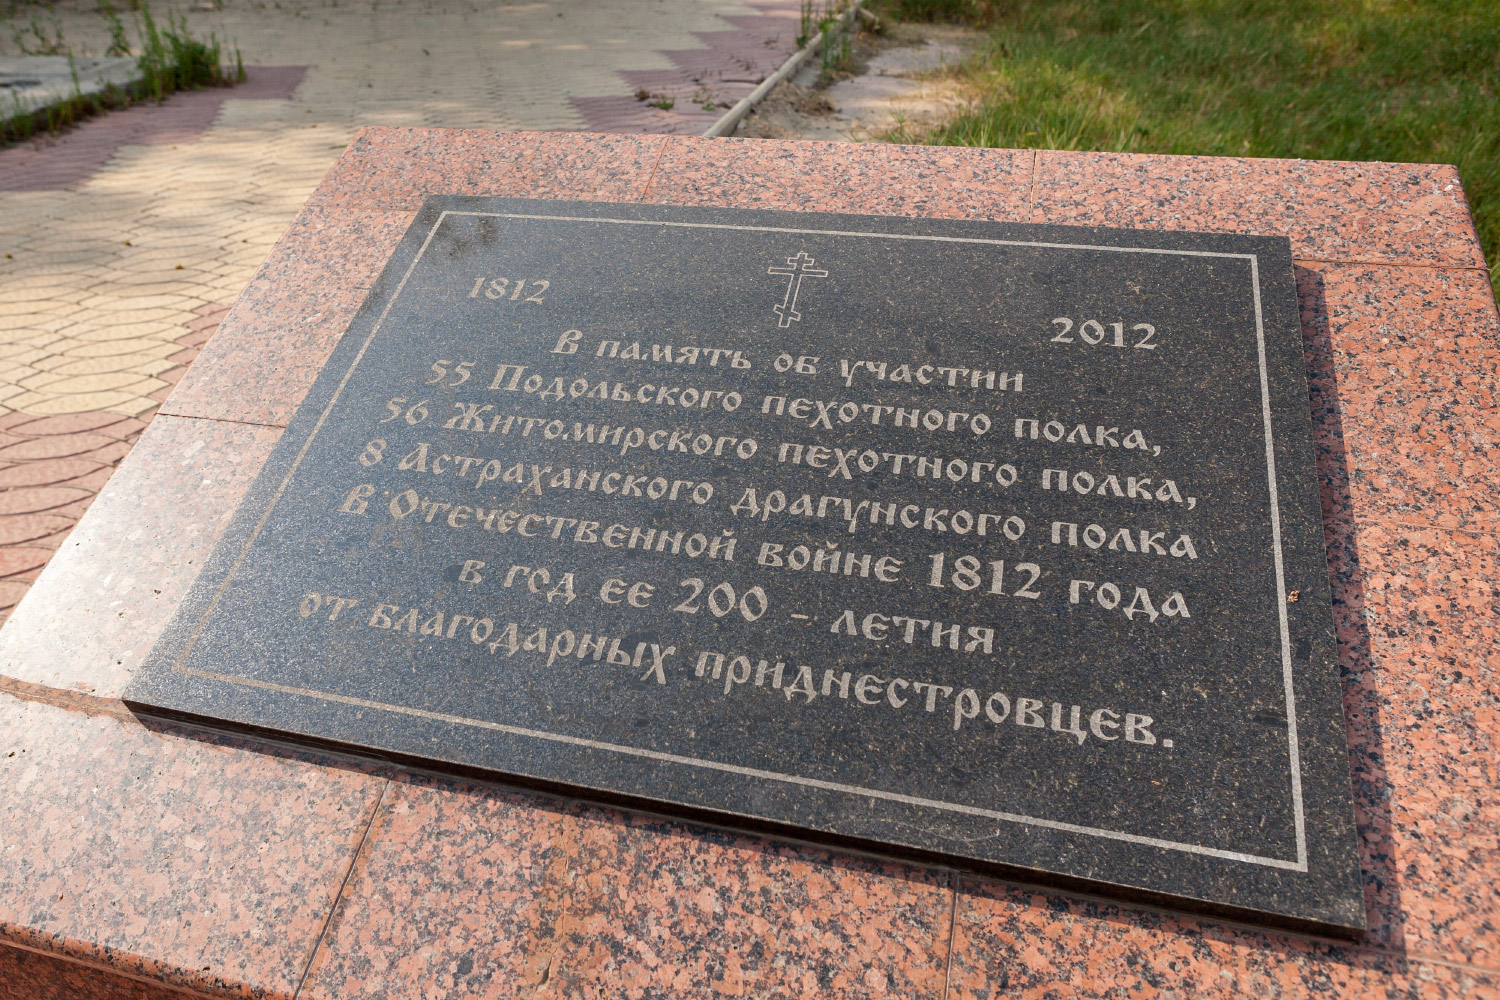 1812
2012
В память об участии
55 Подольского пехотного полка,
56 Житомирского пехотного полка,
8 Астраханского драгунского полка
в Отечественной войне 1812 года
в год ее 200 - летия
от благодарных приднестровцев.